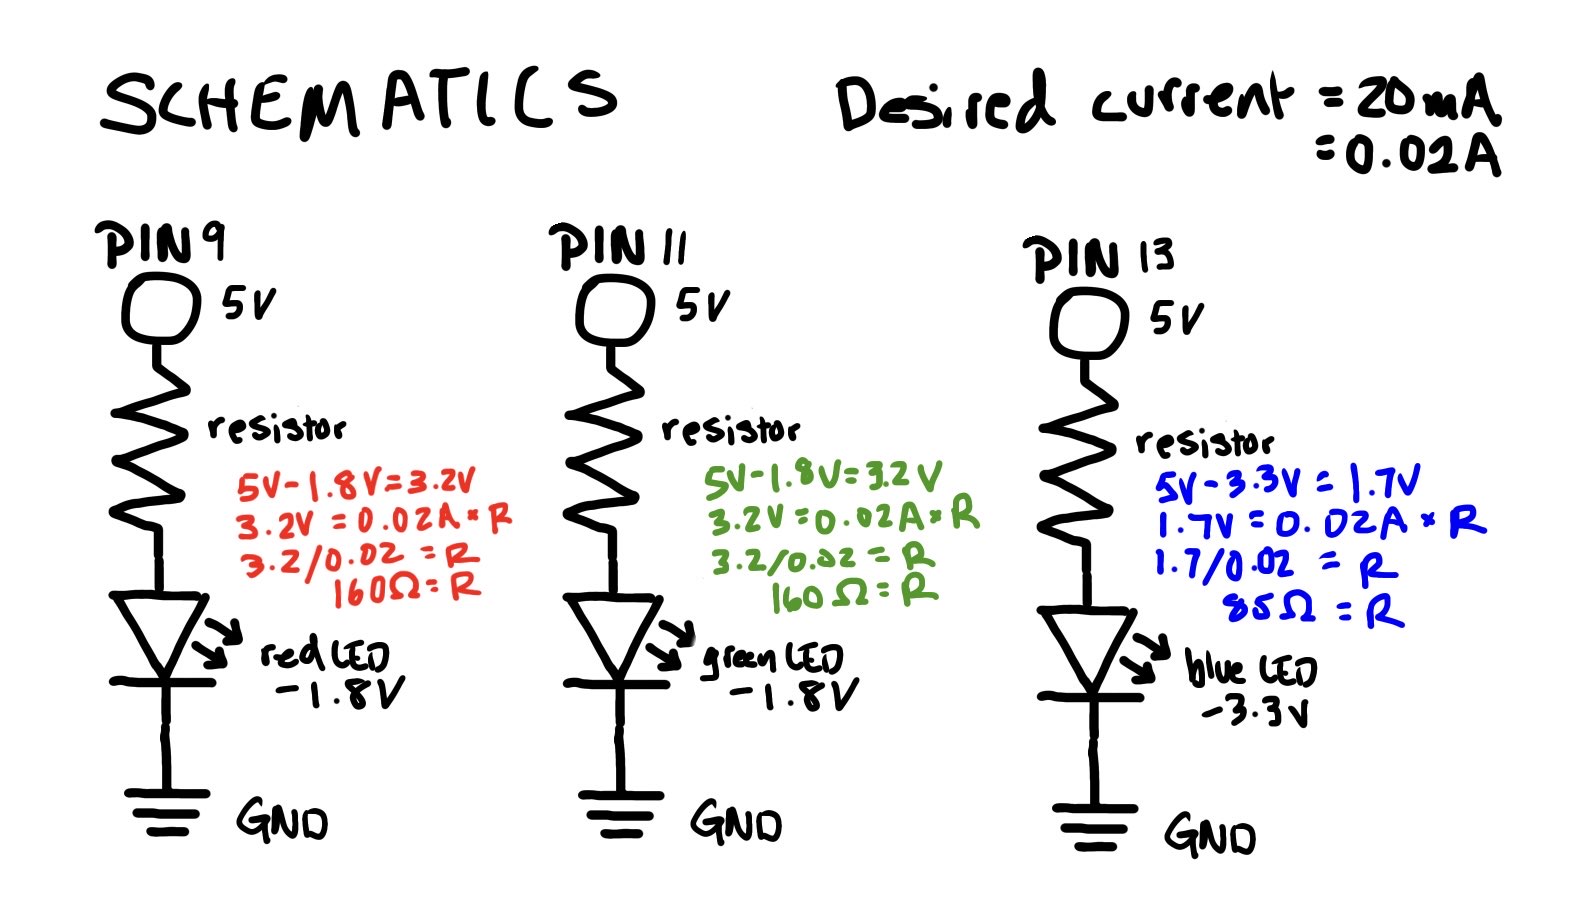 SCHEMATICS
Desired current = 20mA
= 0.02A
PIN 9
5V
resistor
5V - 1.8V = 3.2V
3.2V = 0.02A * R
3.2/0.02 = R
160Ω = R
red LED
-1.8V
GND
PIN 11
5V
resistor
5V - 1.8V = 3.2V
3.2V = 0.02A * R
3.2/0.02 = R
160Ω = R
green LED
-1.8V
GND
PIN 13
5V
resistor
5V - 3.3V = 1.7V
1.7V = 0.02A * R
1.7/0.02 = R
85Ω = R
blue LED
-3.3V
GND